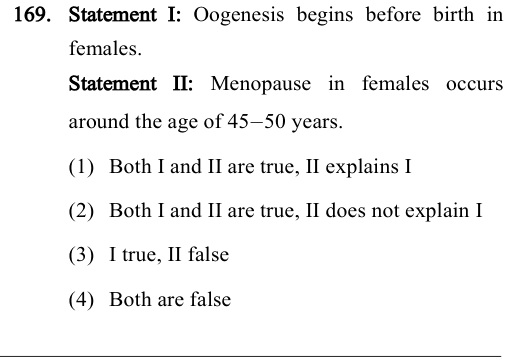 169. Statement I: Oogenesis begins before birth in
females.
Statement II: Menopause in females occurs
around the age of 45–50 years.
(1) Both I and II are true, II explains I
(2) Both I and II are true, II does not explain I
(3) I true, II false
(4) Both are false